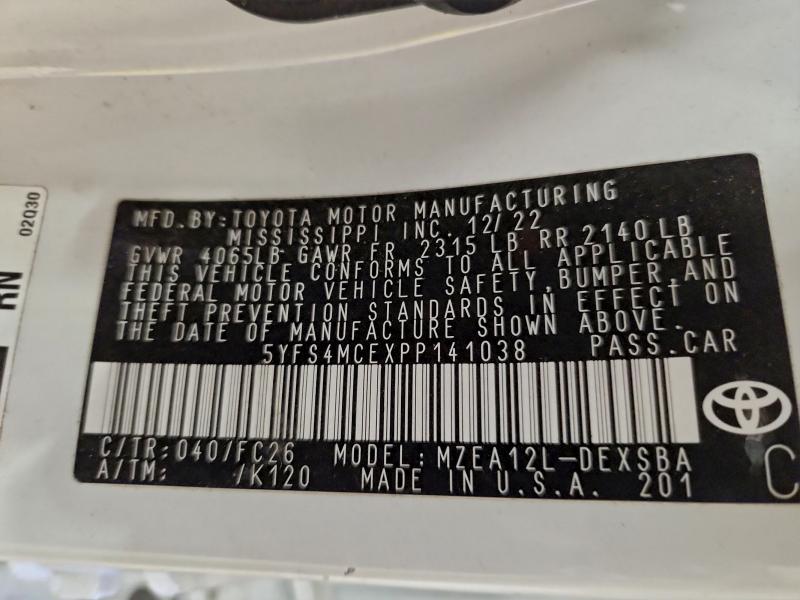 02Q30
RN
MFD. BY: TOYOTA MOTOR MANUFACTURING
MISSISSIPPI INC. 12/22
GVWR 4065LB GAWR FR 2315 LB RR 2140 LB
THIS VEHICLE CONFORMS TO ALL APPLICABLE
FEDERAL MOTOR VEHICLE SAFETY, BUMPER, AND
THEFT PREVENTION STANDARDS IN EFFECT ON
THE DATE OF MANUFACTURE SHOWN ABOVE.
5YFS4MCEXPP141038 PASS. CAR
C/TR: 040/FC26 MODEL: MZEA12L-DEXSBA
A/TM: /K120 MADE IN U.S.A. 201
C